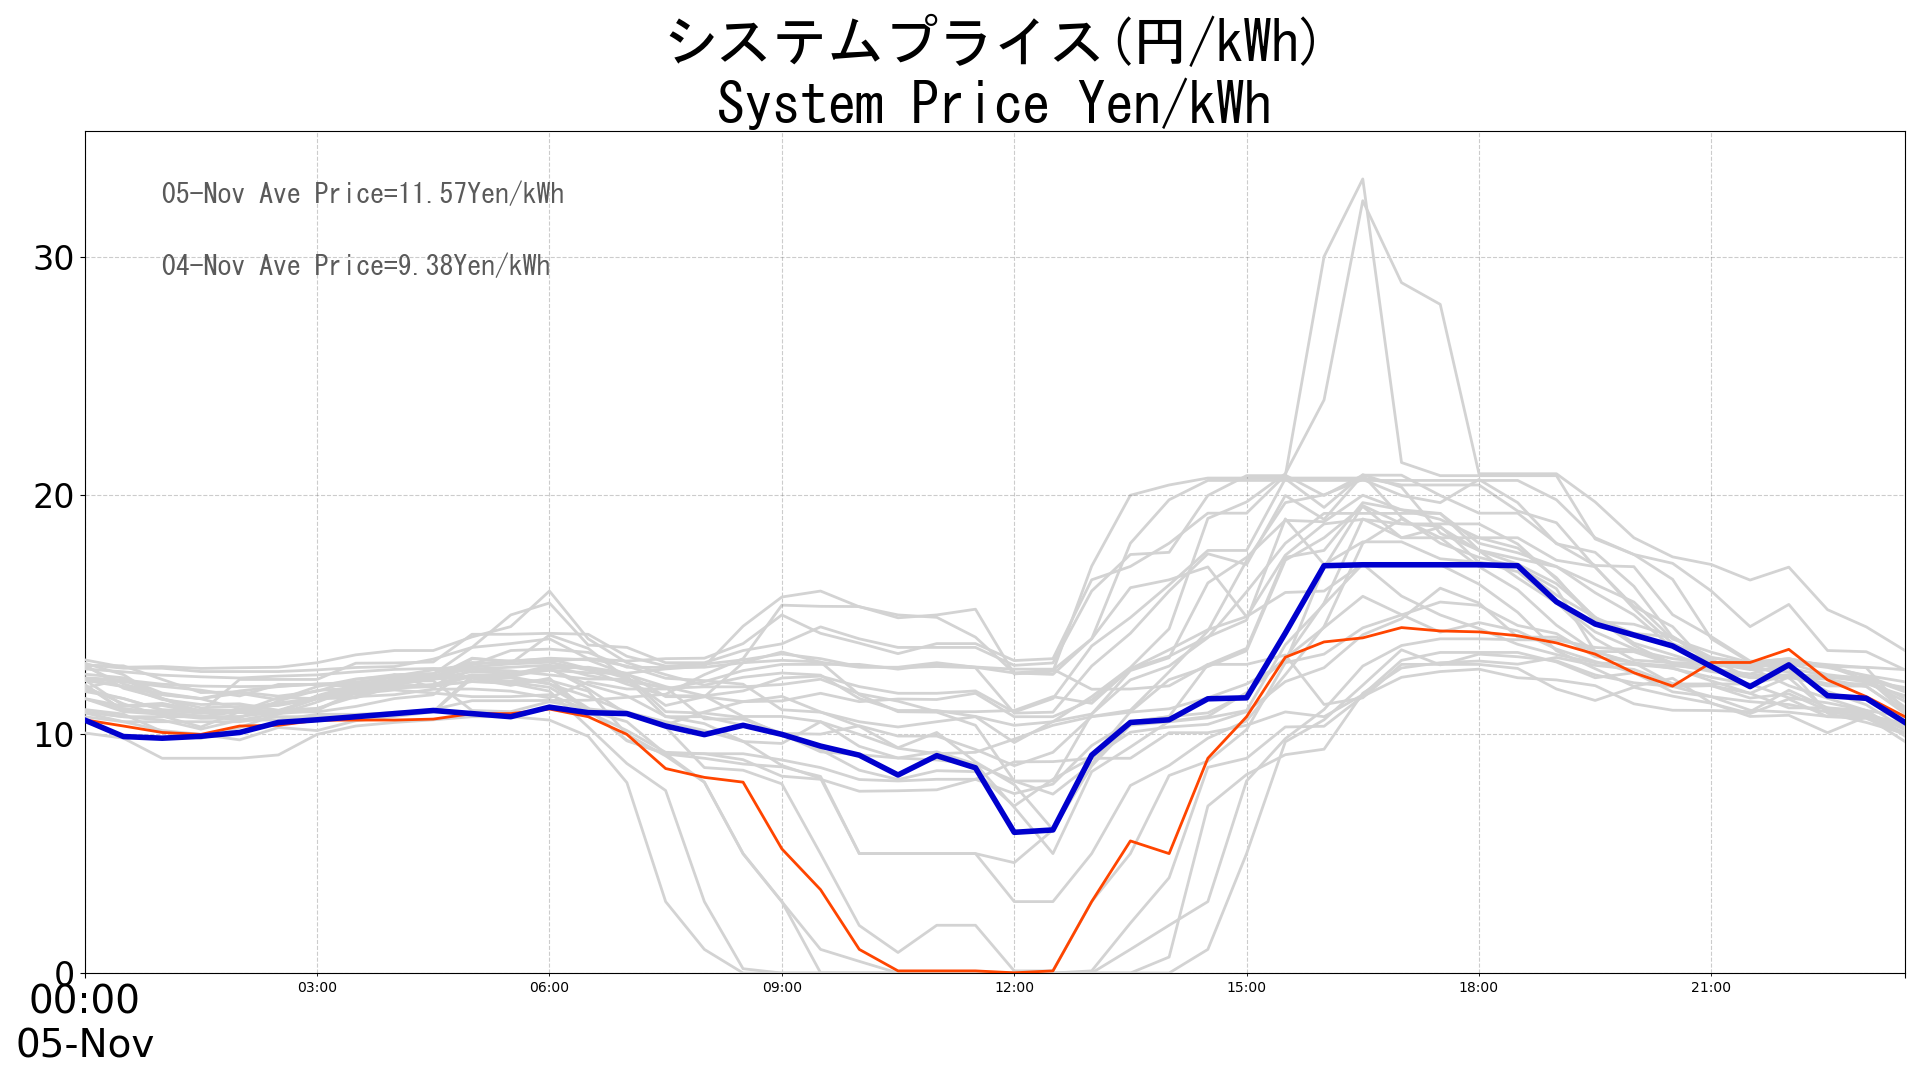 システムプライス(円/kWh)
System Price Yen/kWh
05-Nov Ave Price=11.57Yen/kWh
04-Nov Ave Price=9.38Yen/kWh
30
20
10
0
00:00
03:00
06:00
09:00
12:00
15:00
18:00
21:00
05-Nov